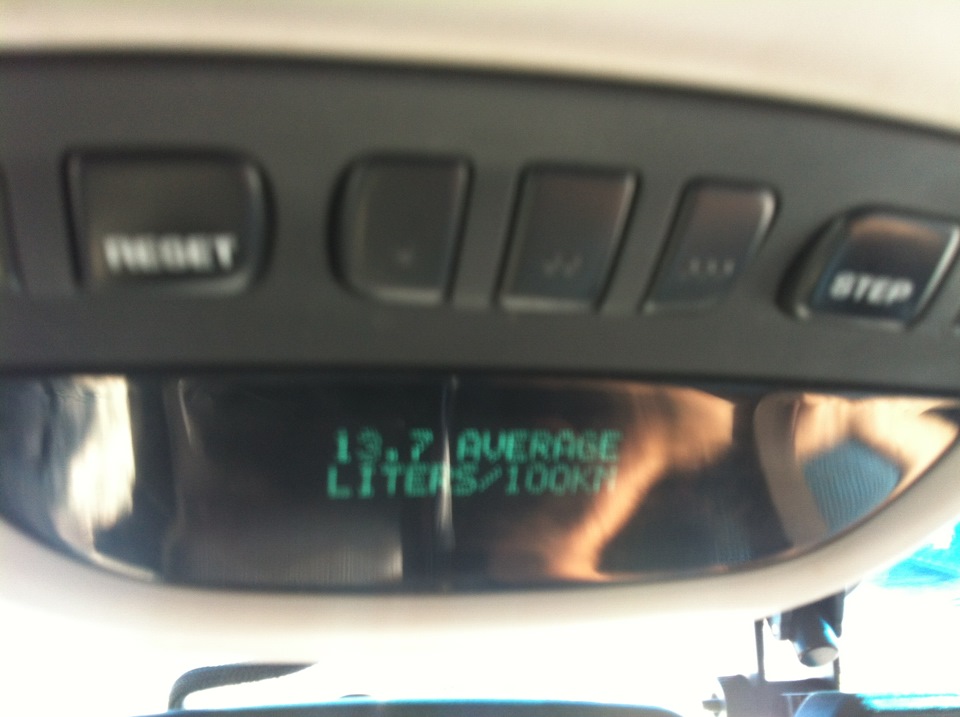 RESET
STEP
13.7 AVERAGE
LITERS/100KM